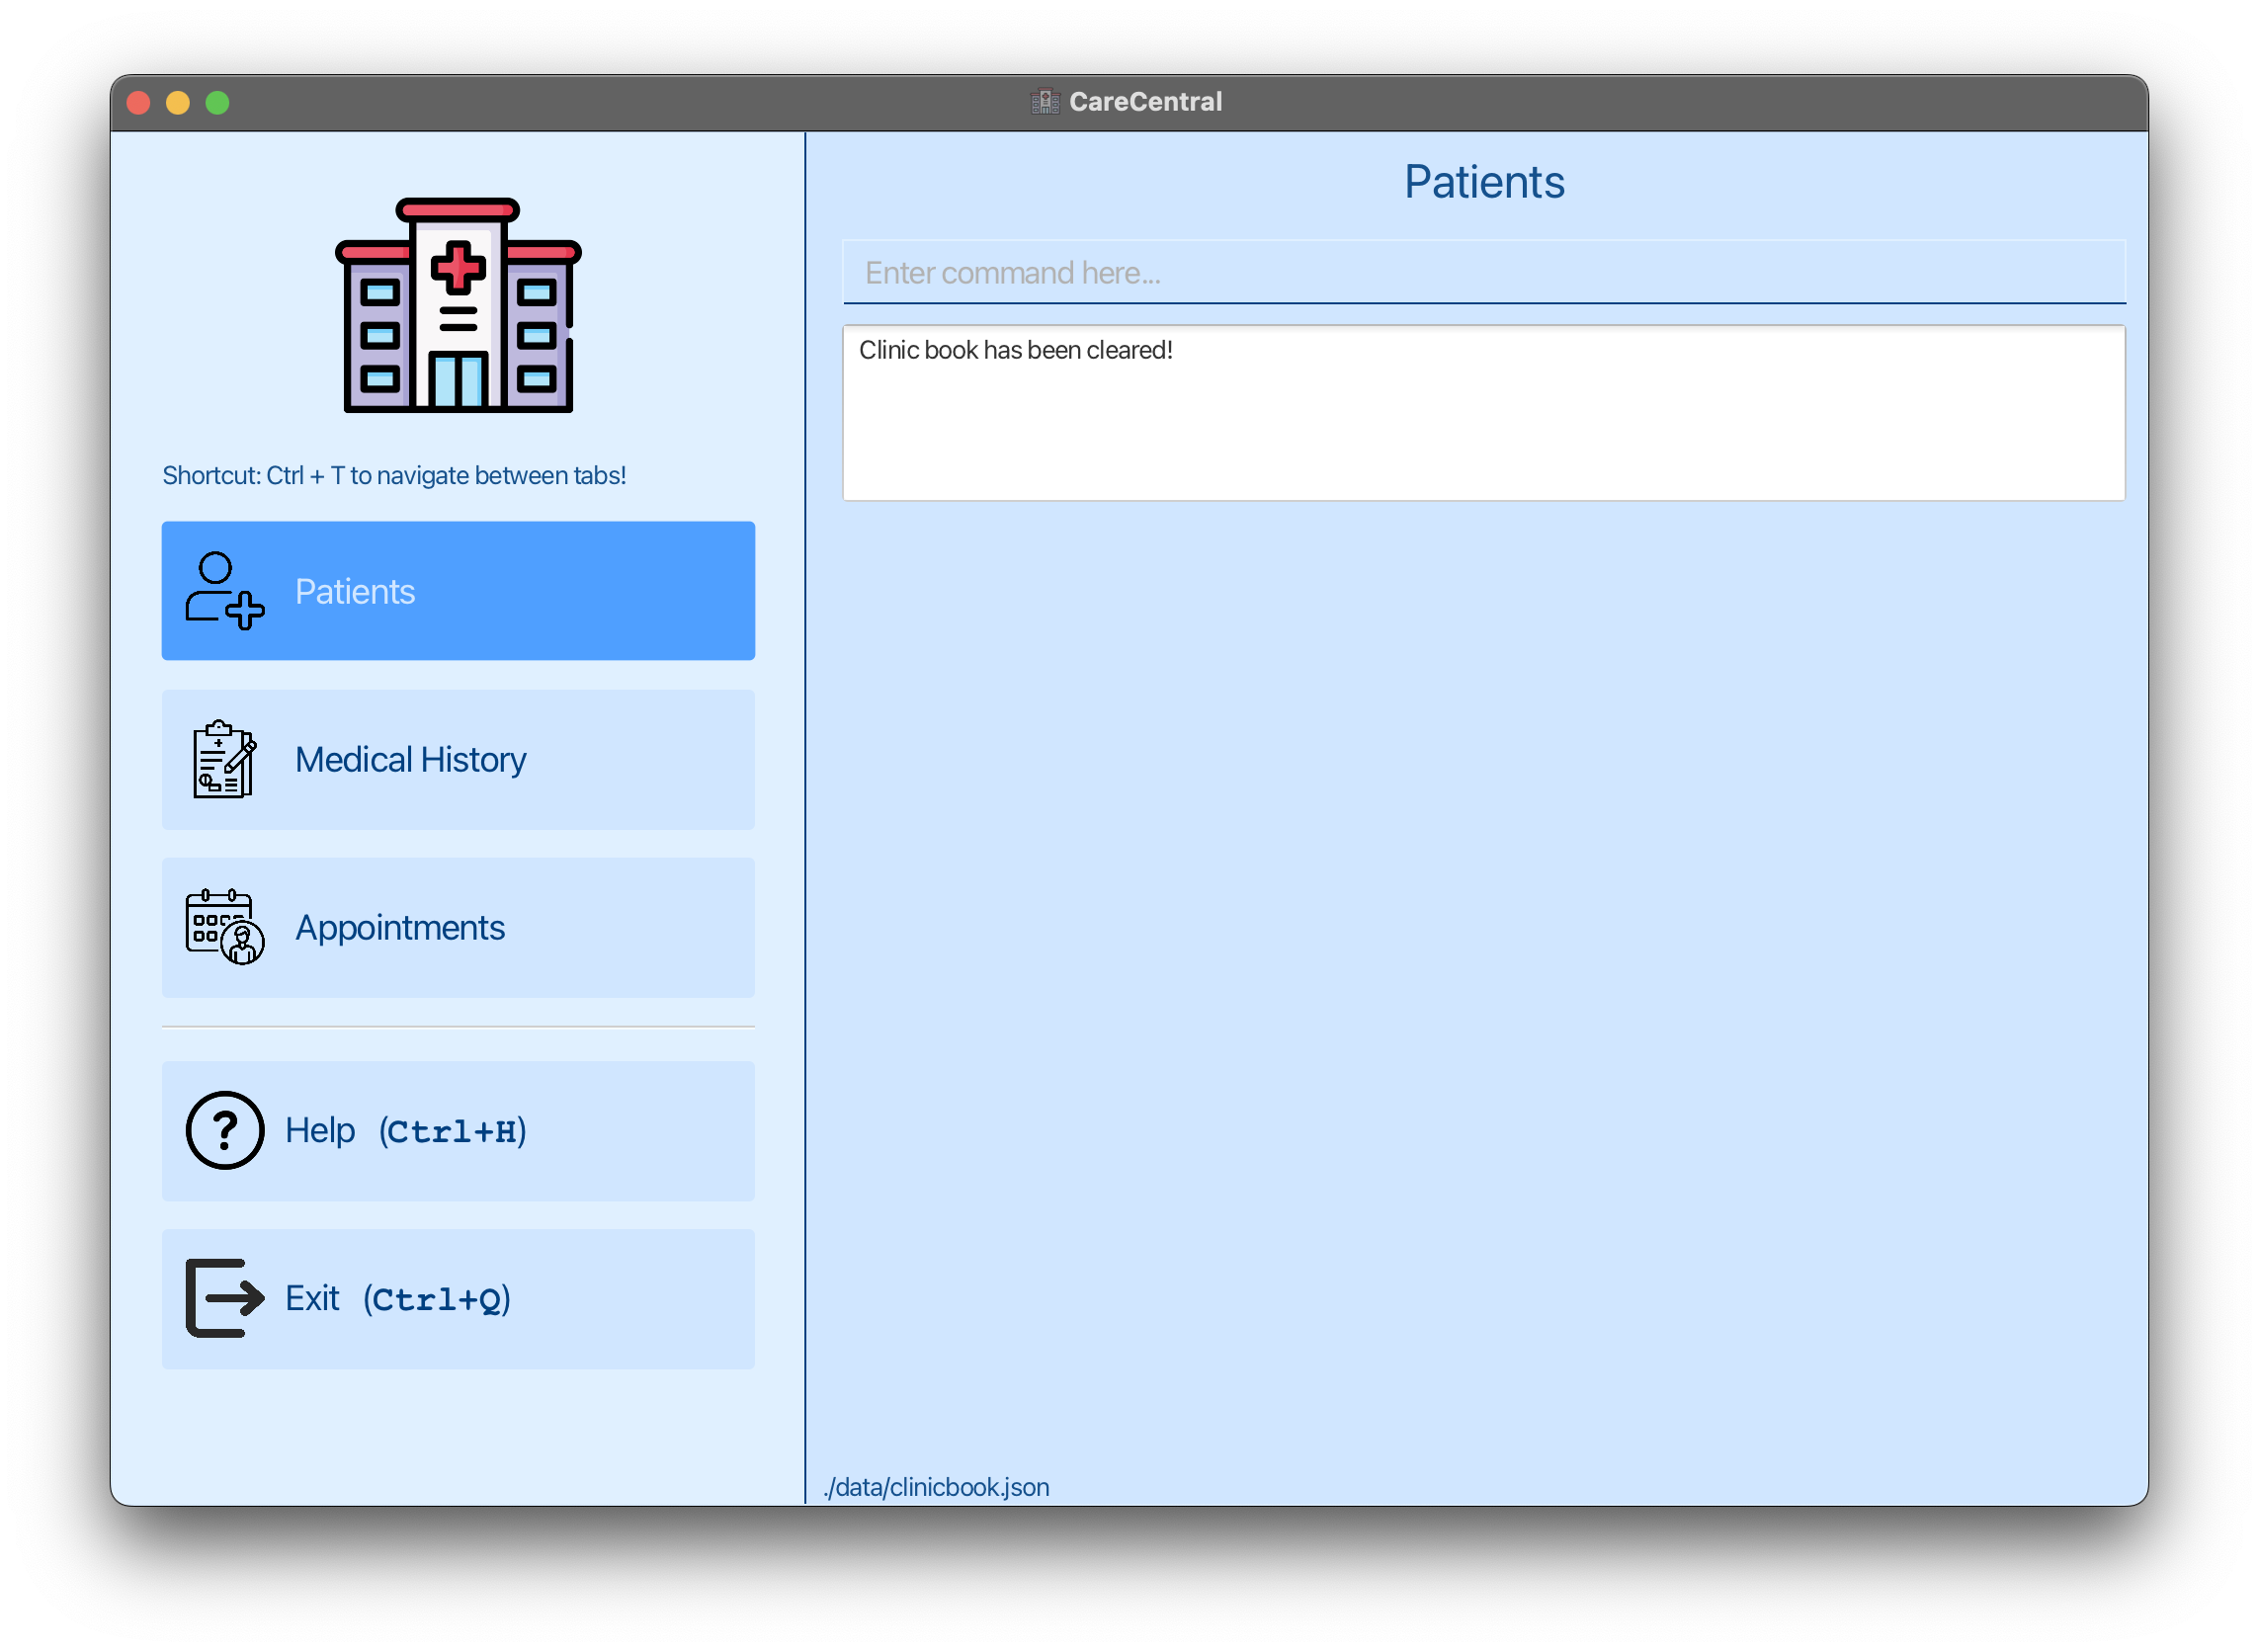 CareCentral
Shortcut: Ctrl + T to navigate between tabs!
Patients
Medical History
Appointments
Help (Ctrl+H)
Exit (Ctrl+Q)
Patients
Enter command here...
Clinic book has been cleared!
./data/clinicbook.json